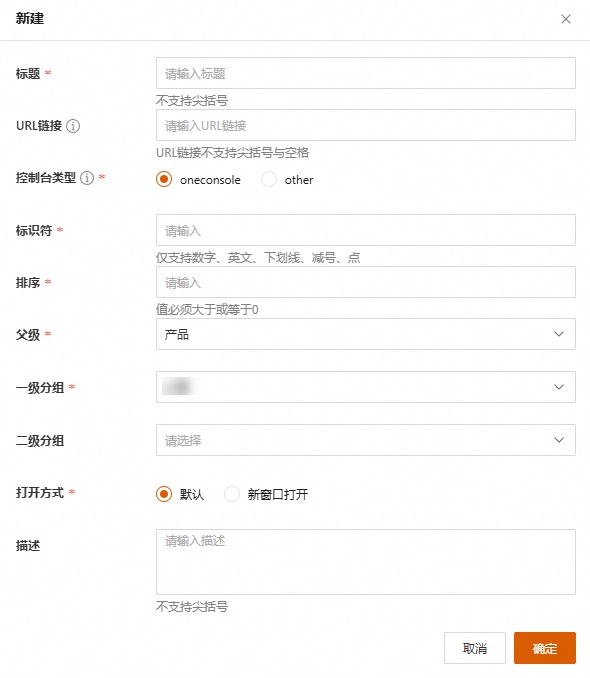 新建
标题 *
请输入标题
不支持尖括号
URL链接
请输入URL链接
URL链接不支持尖括号与空格
控制台类型 *
oneconsole
other
标识符 *
请输入
仅支持数字、英文、下划线、减号、点
排序 *
请输入
值必须大于或等于0
父级 *
产品
一级分组 *
二级分组
请选择
打开方式 *
默认
新窗口打开
描述
请输入描述
不支持尖括号
取消
确定